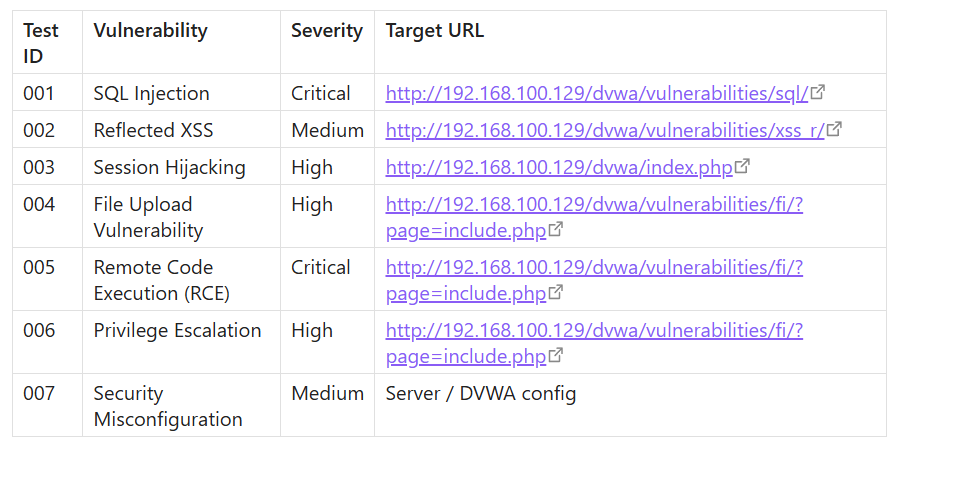 Test ID Vulnerability Severity Target URL
001 SQL Injection Critical http://192.168.100.129/dvwa/vulnerabilities/sql/
002 Reflected XSS Medium http://192.168.100.129/dvwa/vulnerabilities/xss_r/
003 Session Hijacking High http://192.168.100.129/dvwa/index.php
004 File Upload High http://192.168.100.129/dvwa/vulnerabilities/fi/?
Vulnerability page=include.php
005 Remote Code Critical http://192.168.100.129/dvwa/vulnerabilities/fi/?
Execution (RCE) page=include.php
006 Privilege Escalation High http://192.168.100.129/dvwa/vulnerabilities/fi/?
page=include.php
007 Security Medium Server / DVWA config
Misconfiguration